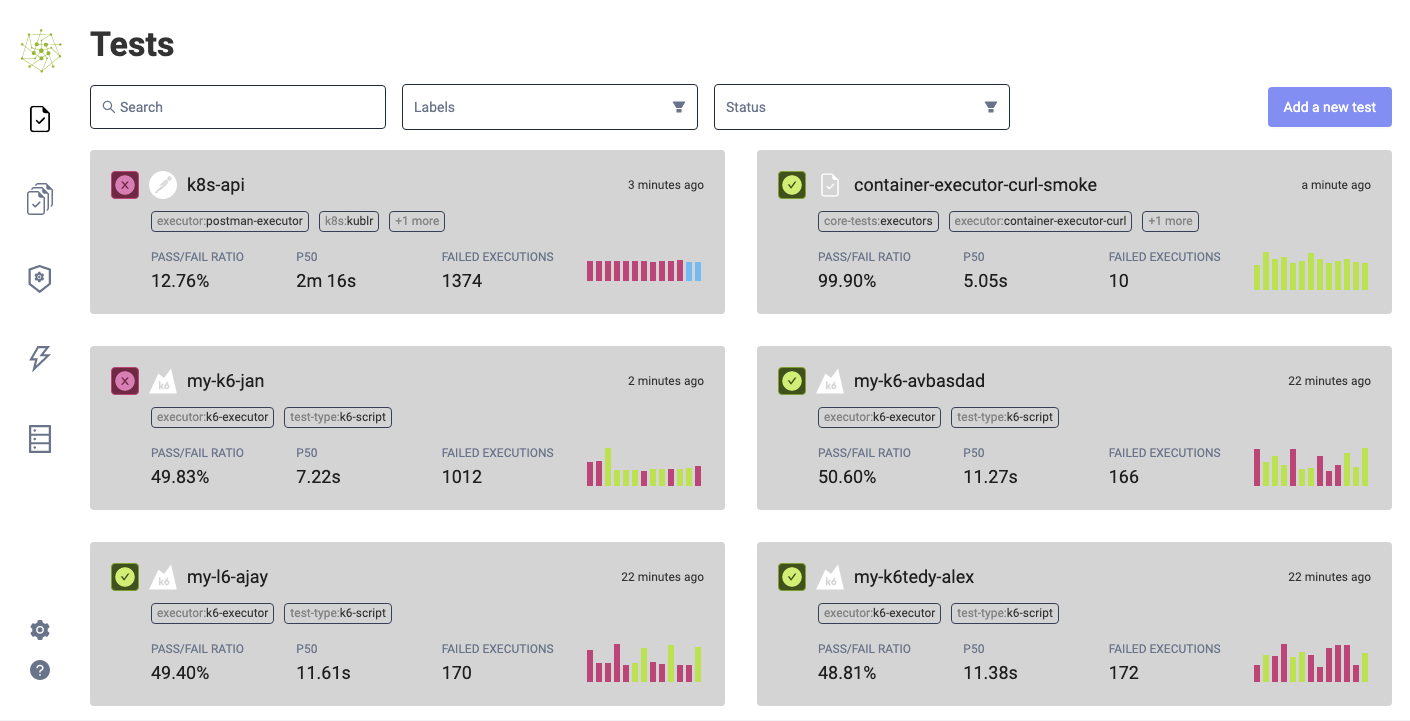 Tests
Search
Labels
Status
Add a new test
k8s-api
3 minutes ago
executor:postman-executor
k8s:kublr
+1 more
PASS/FAIL RATIO
P50
FAILED EXECUTIONS
12.76%
2m 16s
1374
container-executor-curl-smoke
a minute ago
core-tests:executors
executor:container-executor-curl
+1 more
PASS/FAIL RATIO
P50
FAILED EXECUTIONS
99.90%
5.05s
10
k6
my-k6-jan
2 minutes ago
executor:k6-executor
test-type:k6-script
PASS/FAIL RATIO
P50
FAILED EXECUTIONS
49.83%
7.22s
1012
k6
my-k6-avbasdad
22 minutes ago
executor:k6-executor
test-type:k6-script
PASS/FAIL RATIO
P50
FAILED EXECUTIONS
50.60%
11.27s
166
k6
my-l6-ajay
22 minutes ago
executor:k6-executor
test-type:k6-script
PASS/FAIL RATIO
P50
FAILED EXECUTIONS
49.40%
11.61s
170
k6
my-k6tedy-alex
22 minutes ago
executor:k6-executor
test-type:k6-script
PASS/FAIL RATIO
P50
FAILED EXECUTIONS
48.81%
11.38s
172
?